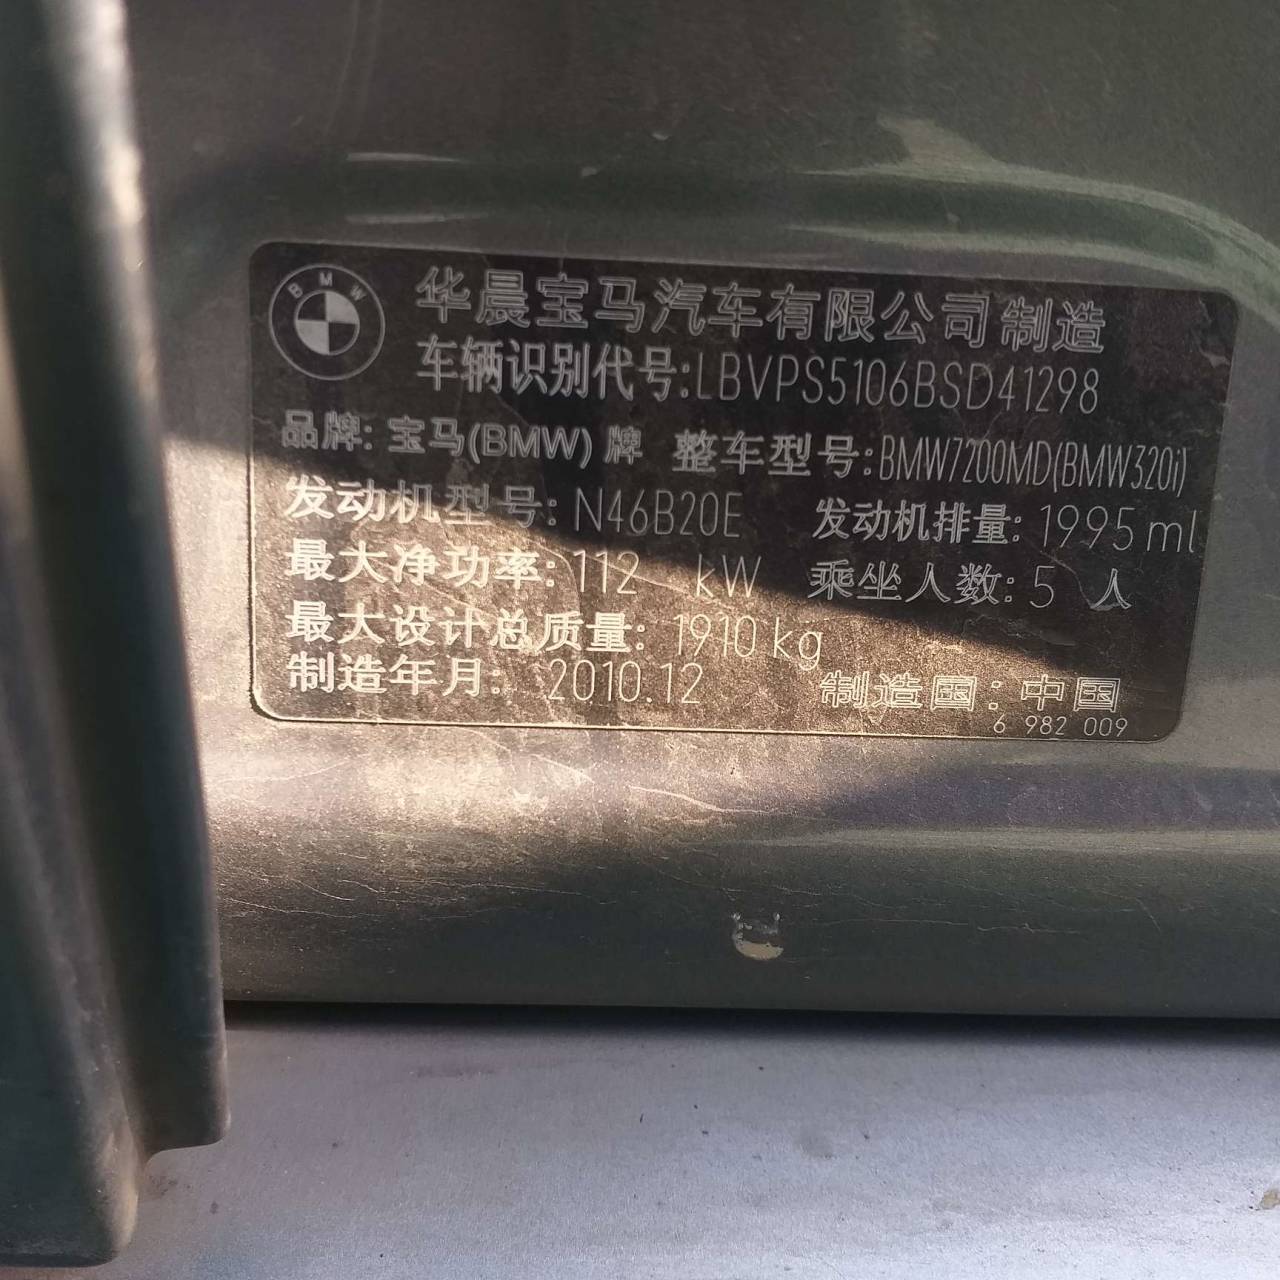 BMW
华晨宝马汽车有限公司制造
车辆识别代号:LBVPS5106BSD41298
品牌: 宝马(BMW) 牌 整车型号:BMW7200MD(BMW320i)
发动机型号: N46B20E 发动机排量: 1995 ml
最大净功率: 112 kW 乘坐人数: 5 人
最大设计总质量: 1910 kg
制造年月: 2010.12 制造国: 中国
6 982 009